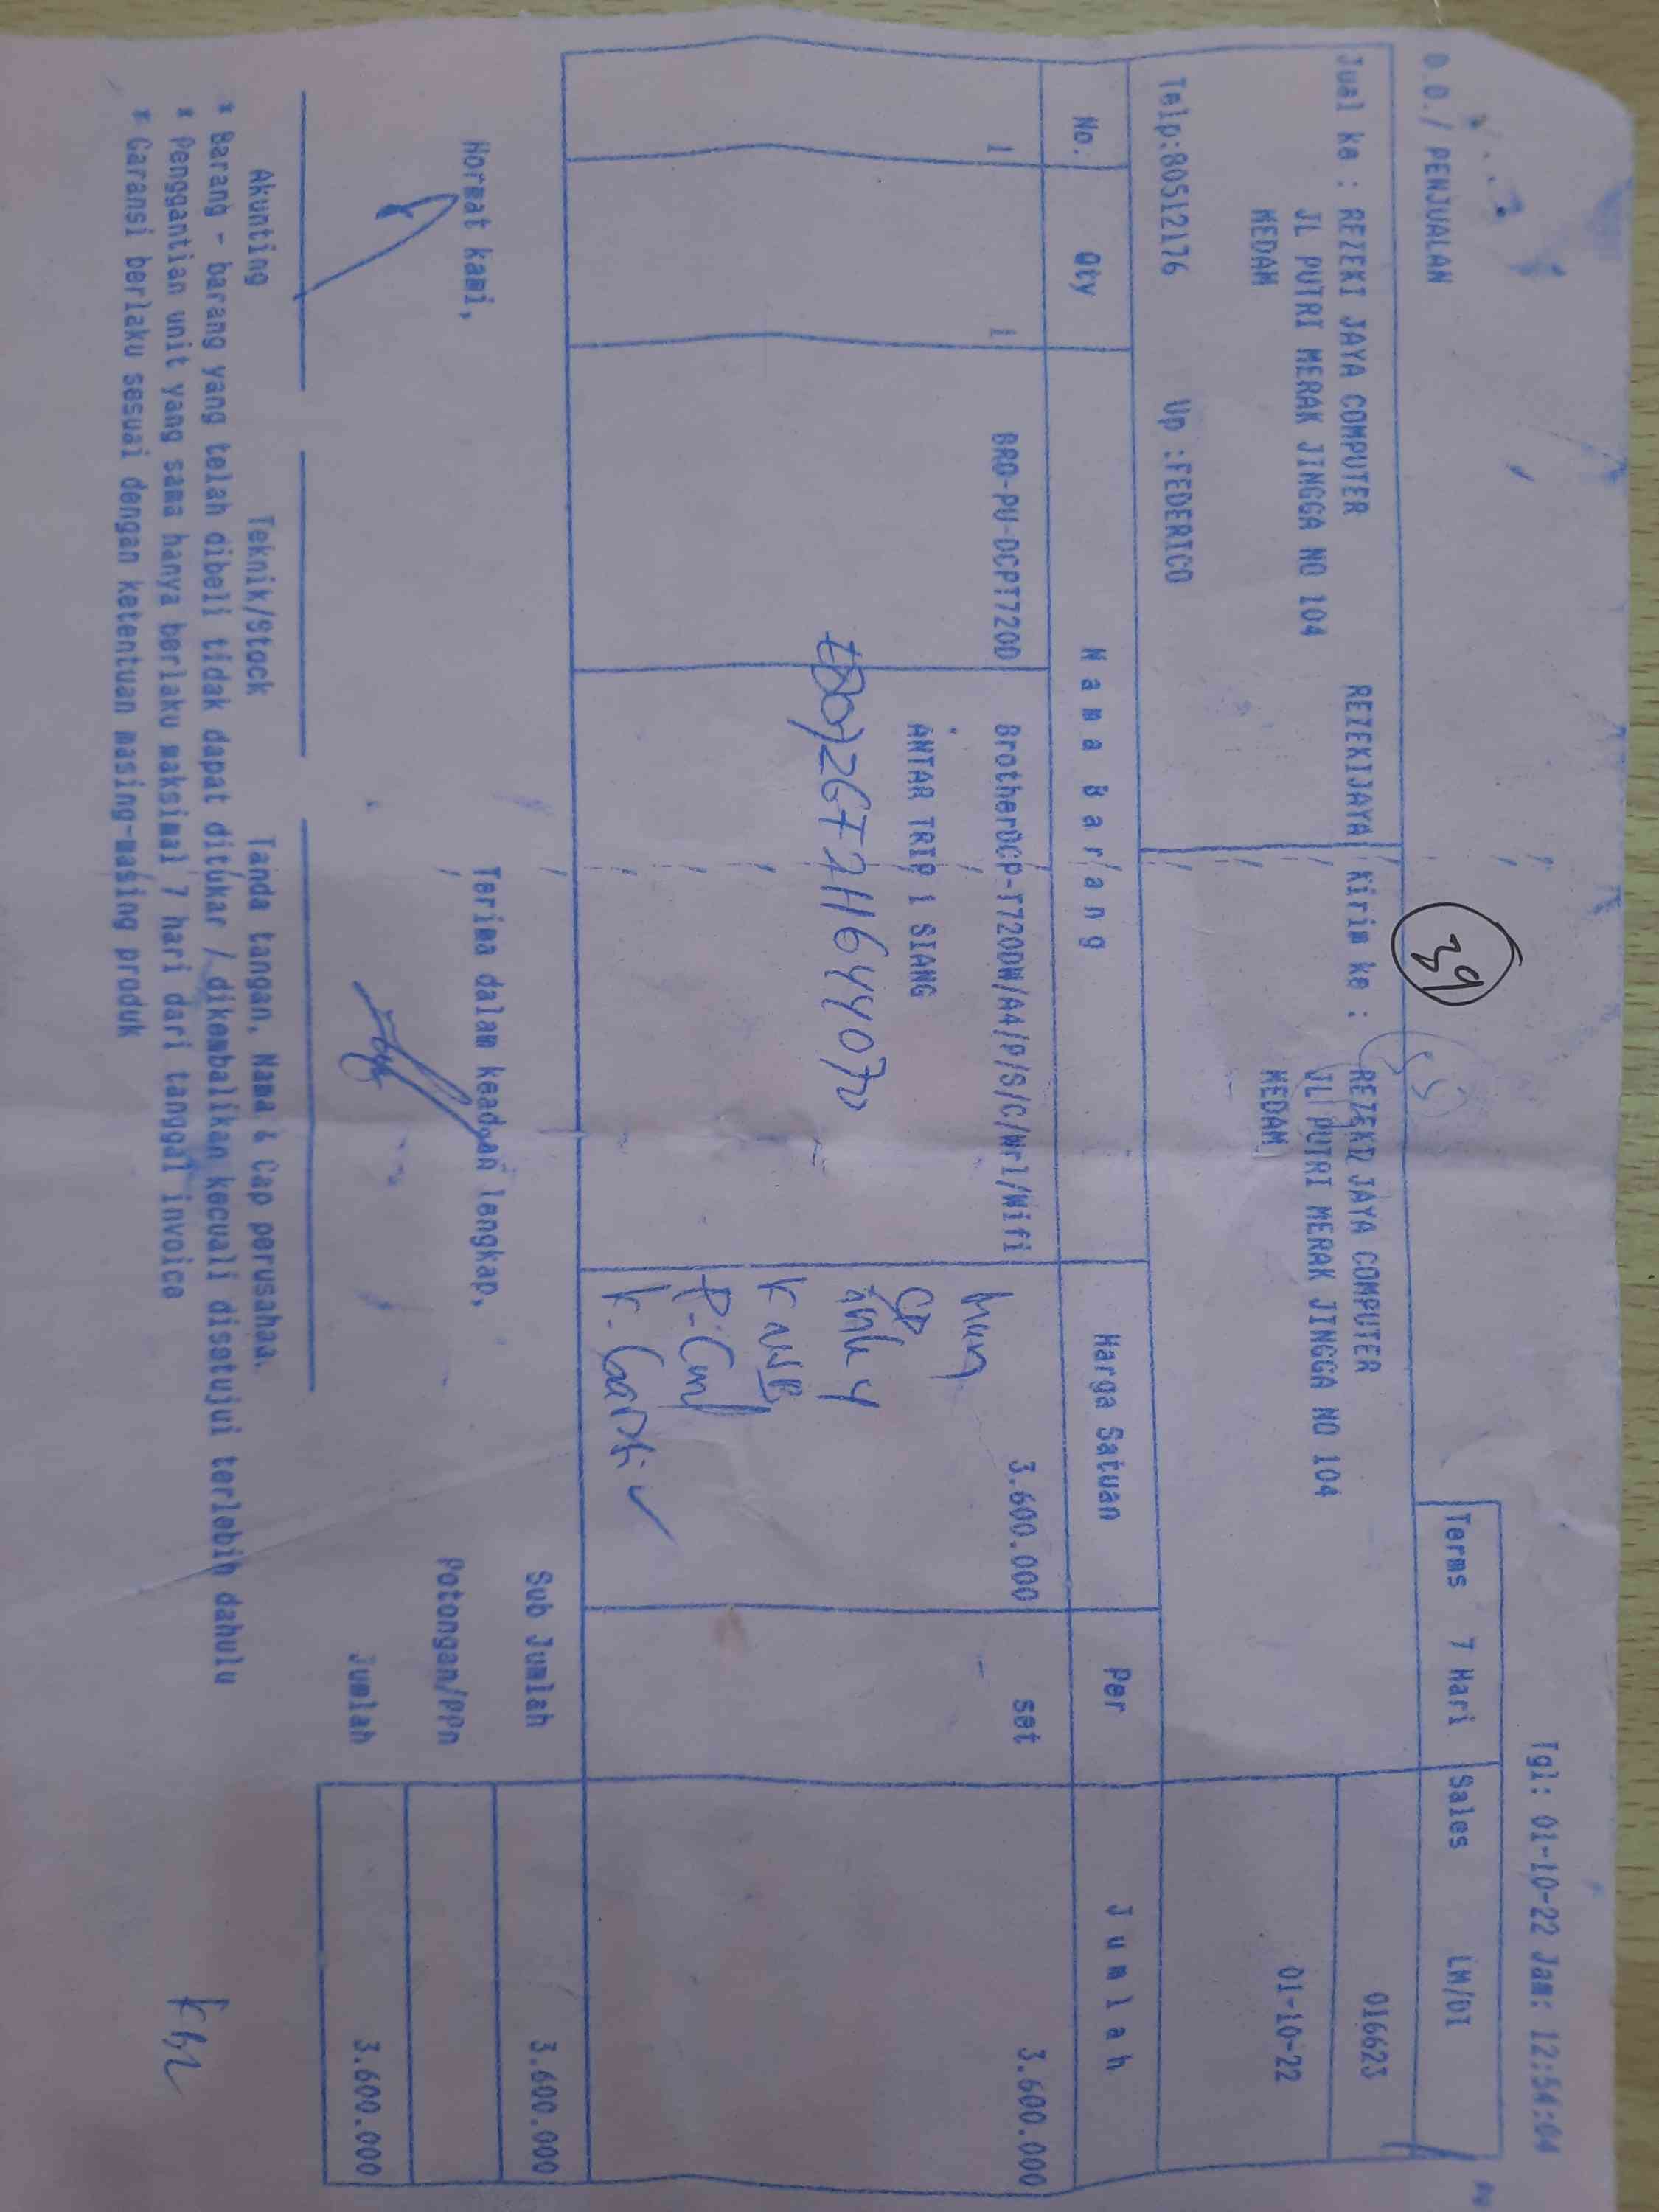 Tgl: 01-10-22 Jam: 12:54:04
D.O./ PENJUALAN
39
Terms 7 Hari Sales LM/DI
Jual ke : REZEKI JAYA COMPUTER REZEKIJAYA Kirim ke : REZEKI JAYA COMPUTER 016623
JL PUTRI MERAK JINGGA NO 104 JL PUTRI MERAK JINGGA NO 104
MEDAN MEDAN 01-10-22
Telp:80512176 Up :FEDERICO
No. Qty Nama Barang Harga Satuan Per Jumlah
1 1 BRO-PU-DCPT720D BrotherDCP-T720DW/A4/P/S/C/Wrl/Wifi 3.600.000 set 3.600.000
ANTAR TRIP 1 SIANG
CD
K. Garsi ✓
Hormat kami, Terima dalam keadaan lengkap, Sub Jumlah 3.600.000
Potongan/PPn
Jumlah 3.600.000
Akunting Teknik/Stock Tanda tangan, Nama & Cap perusahaa.
* Barang - barang yang telah dibeli tidak dapat ditukar / dikembalikan kecuali disetujui terlebih dahulu
* Penggantian unit yang sama hanya berlaku maksimal 7 hari dari tanggal invoice
* Garansi berlaku sesuai dengan ketentuan masing-masing produk